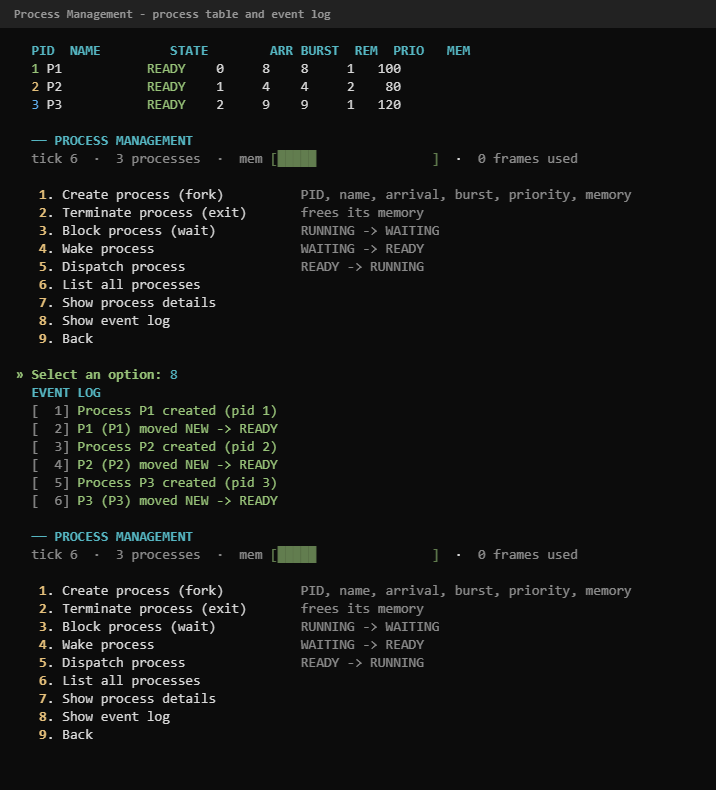 Process Management - process table and event log
PID  NAME         STATE        ARR BURST  REM  PRIO   MEM
1 P1           READY    0     8    8     1   100
2 P2           READY    1     4    4     2    80
3 P3           READY    2     9    9     1   120
── PROCESS MANAGEMENT
tick 6  ·  3 processes  ·  mem [█████               ]  ·  0 frames used
1. Create process (fork)          PID, name, arrival, burst, priority, memory
2. Terminate process (exit)       frees its memory
3. Block process (wait)           RUNNING -> WAITING
4. Wake process                   WAITING -> READY
5. Dispatch process               READY -> RUNNING
6. List all processes
7. Show process details
8. Show event log
9. Back
» Select an option: 8
EVENT LOG
[  1] Process P1 created (pid 1)
[  2] P1 (P1) moved NEW -> READY
[  3] Process P2 created (pid 2)
[  4] P2 (P2) moved NEW -> READY
[  5] Process P3 created (pid 3)
[  6] P3 (P3) moved NEW -> READY
── PROCESS MANAGEMENT
tick 6  ·  3 processes  ·  mem [█████               ]  ·  0 frames used
1. Create process (fork)          PID, name, arrival, burst, priority, memory
2. Terminate process (exit)       frees its memory
3. Block process (wait)           RUNNING -> WAITING
4. Wake process                   WAITING -> READY
5. Dispatch process               READY -> RUNNING
6. List all processes
7. Show process details
8. Show event log
9. Back